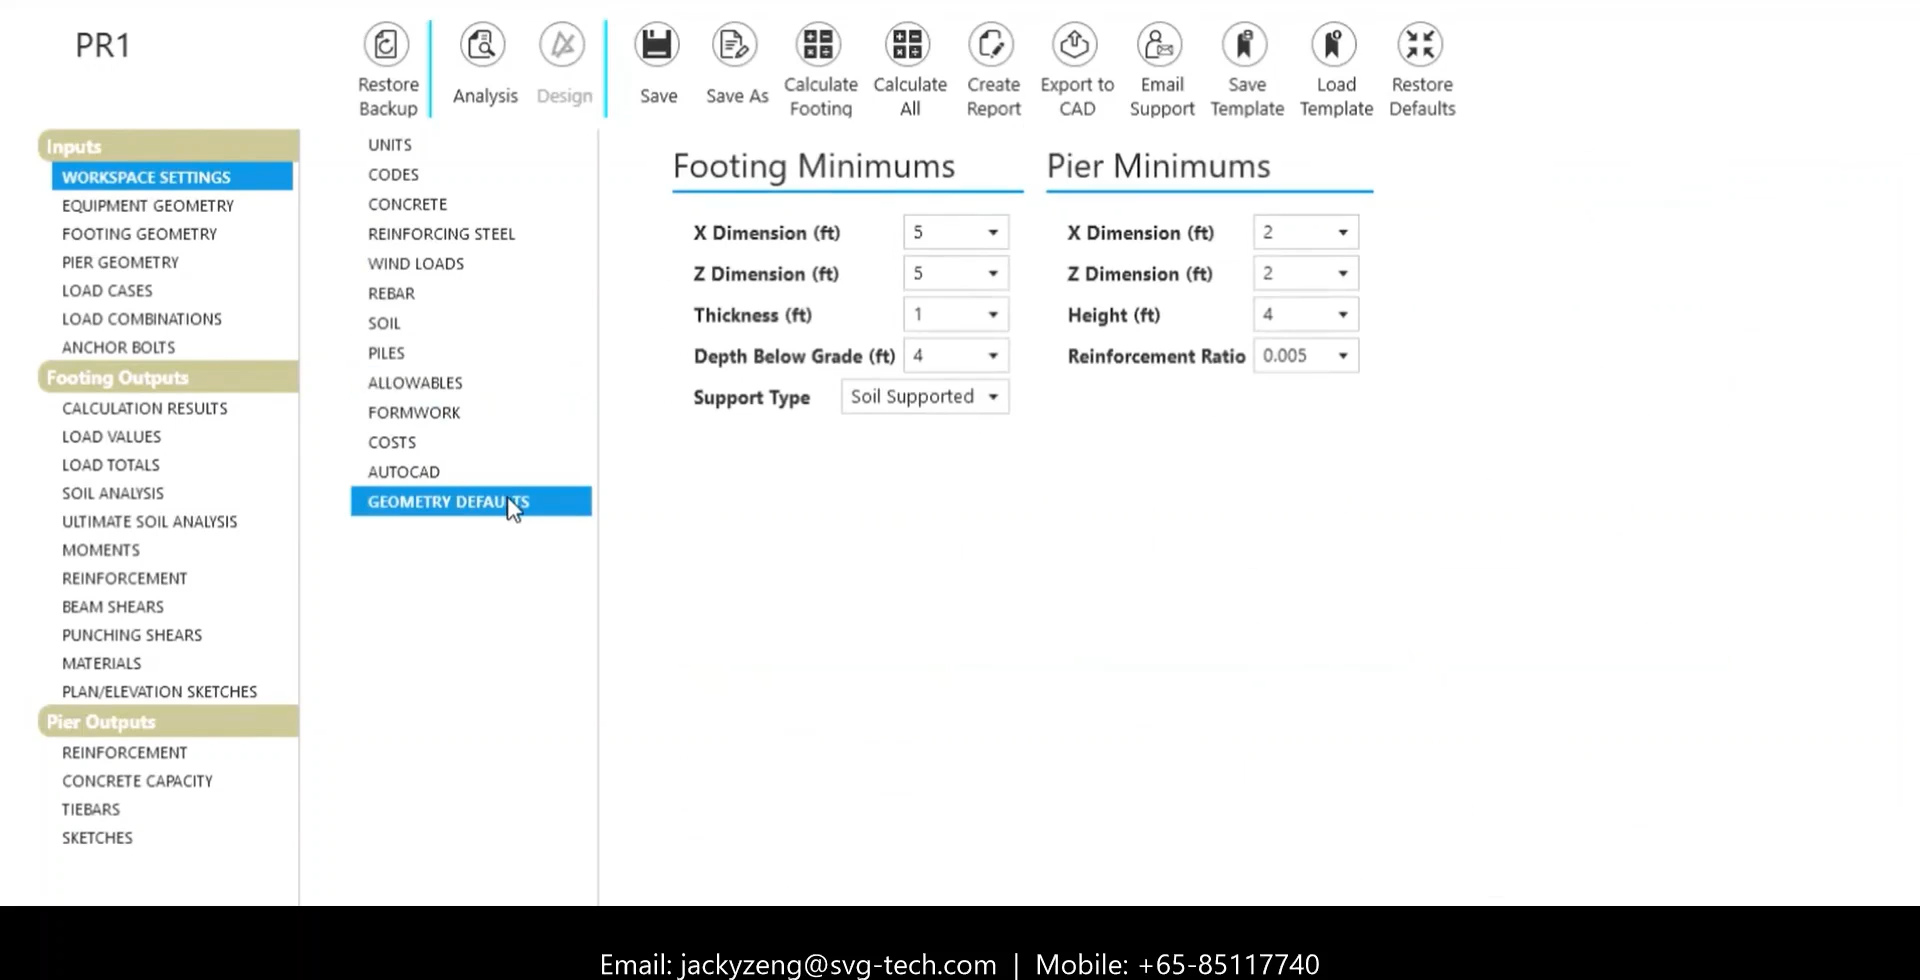 PR1
Restore Backup
Analysis
Design
Save
Save As
Calculate Footing
Calculate All
Create Report
Export to CAD
Email Support
Save Template
Load Template
Restore Defaults
Inputs
WORKSPACE SETTINGS
EQUIPMENT GEOMETRY
FOOTING GEOMETRY
PIER GEOMETRY
LOAD CASES
LOAD COMBINATIONS
ANCHOR BOLTS
Footing Outputs
CALCULATION RESULTS
LOAD VALUES
LOAD TOTALS
SOIL ANALYSIS
ULTIMATE SOIL ANALYSIS
MOMENTS
REINFORCEMENT
BEAM SHEARS
PUNCHING SHEARS
MATERIALS
PLAN/ELEVATION SKETCHES
Pier Outputs
REINFORCEMENT
CONCRETE CAPACITY
TIEBARS
SKETCHES
UNITS
CODES
CONCRETE
REINFORCING STEEL
WIND LOADS
REBAR
SOIL
PILES
ALLOWABLES
FORMWORK
COSTS
AUTOCAD
GEOMETRY DEFAULTS
Footing Minimums
X Dimension (ft) 5
Z Dimension (ft) 5
Thickness (ft) 1
Depth Below Grade (ft) 4
Support Type Soil Supported
Pier Minimums
X Dimension (ft) 2
Z Dimension (ft) 2
Height (ft) 4
Reinforcement Ratio 0.005
Email: jackyzeng@svg-tech.com | Mobile: +65-85117740